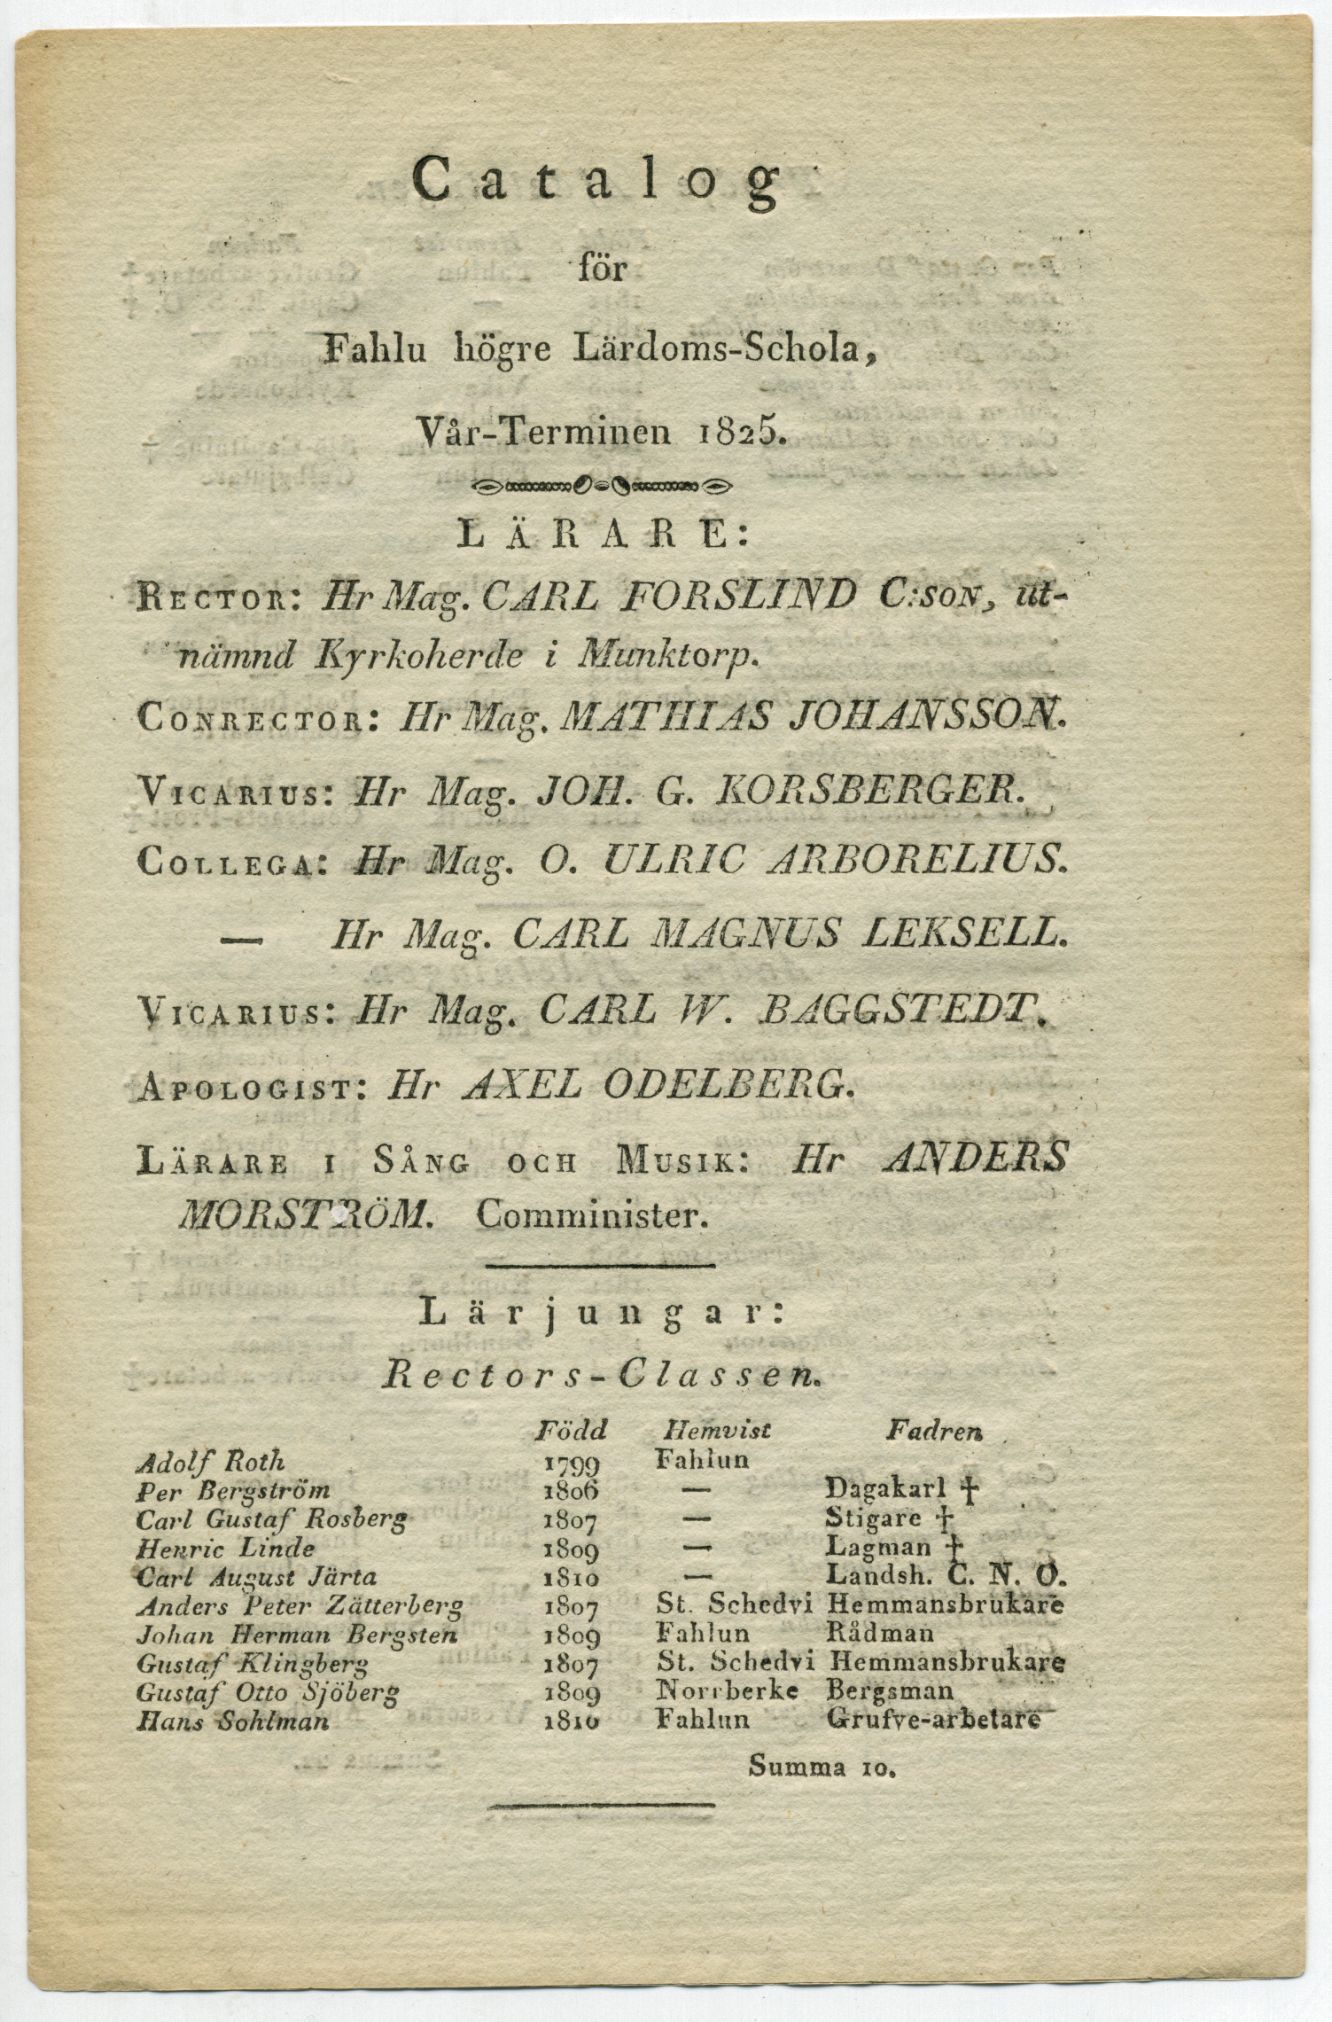 Catalog
för
Fahlu högre Lärdoms-Schola,
Vår-Terminen 1825.
LÄRARE:
RECTOR: Hr Mag. CARL FORSLIND C:SON, ut-
nämnd Kyrkoherde i Munktorp.
CONRECTOR: Hr Mag. MATHIAS JOHANSSON.
VICARIUS: Hr Mag. JOH. G. KORSBERGER.
COLLEGA: Hr Mag. O. ULRIC ARBORELIUS.
— Hr Mag. CARL MAGNUS LEKSELL.
VICARIUS: Hr Mag. CARL W. BAGGSTEDT.
APOLOGIST: Hr AXEL ODELBERG.
LÄRARE I SÅNG OCH MUSIK: Hr ANDERS
MORSTRÖM. Comminister.
Lärjungar:
Rectors-Classen.
Född Hemvist Fadren
Adolf Roth 1799 Fahlun
Per Bergström 1806 — Dagakarl †
Carl Gustaf Rosberg 1807 — Stigare †
Henric Linde 1809 — Lagman †
Carl August Järta 1810 — Landsh. C. N. O.
Anders Peter Zätterberg 1807 St. Schedvi Hemmansbrukare
Johan Herman Bergsten 1809 Fahlun Rådman
Gustaf Klingberg 1807 St. Schedvi Hemmansbrukare
Gustaf Otto Sjöberg 1809 Norrberke Bergsman
Hans Sohlman 1810 Fahlun Grufve-arbetare
Summa 10.